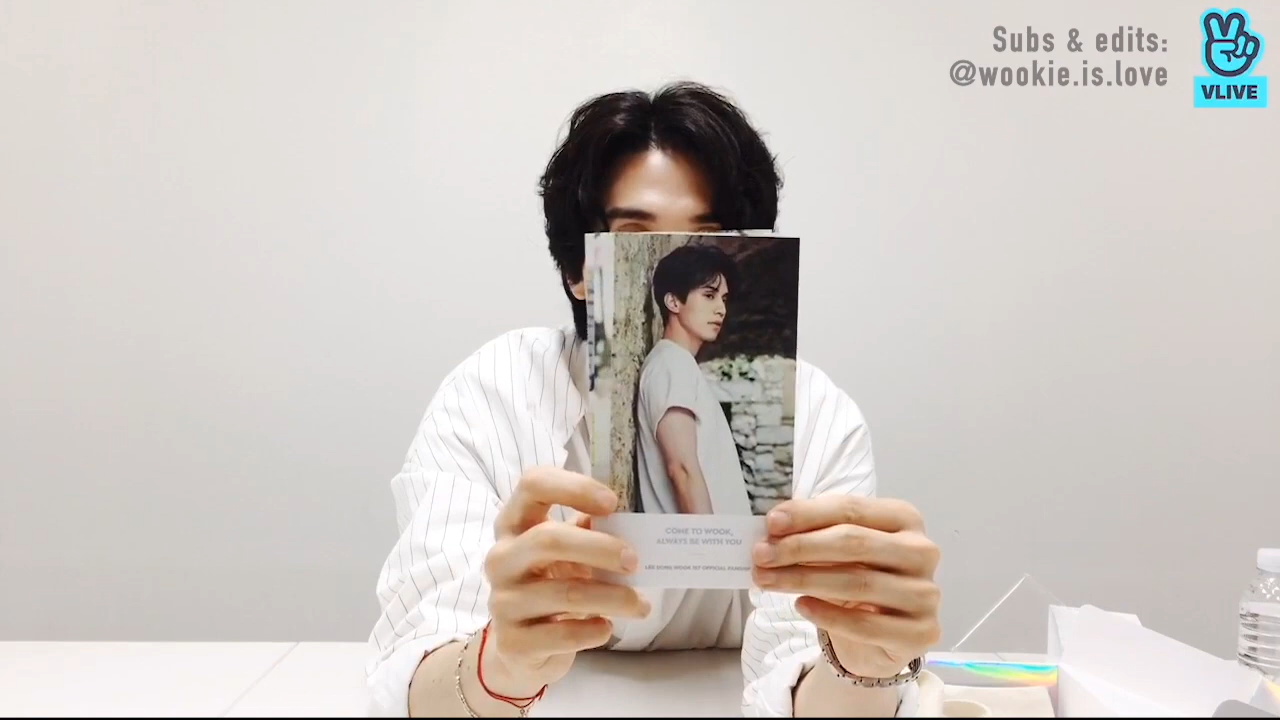 Subs & edits:
@wookie.is.love
VLIVE
COME TO WOOK,
ALWAYS BE WITH YOU
LEE DONG WOOK 1ST OFFICIAL FANSHIP